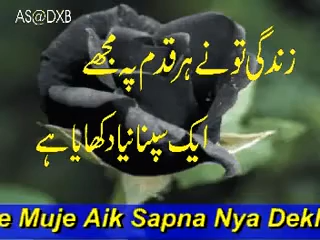 AS@DXB
زندگی تو نے ہر قدم پہ مجھے
ایک سپنا نیا دکھایا ہے
e Muje Aik Sapna Nya Dekh